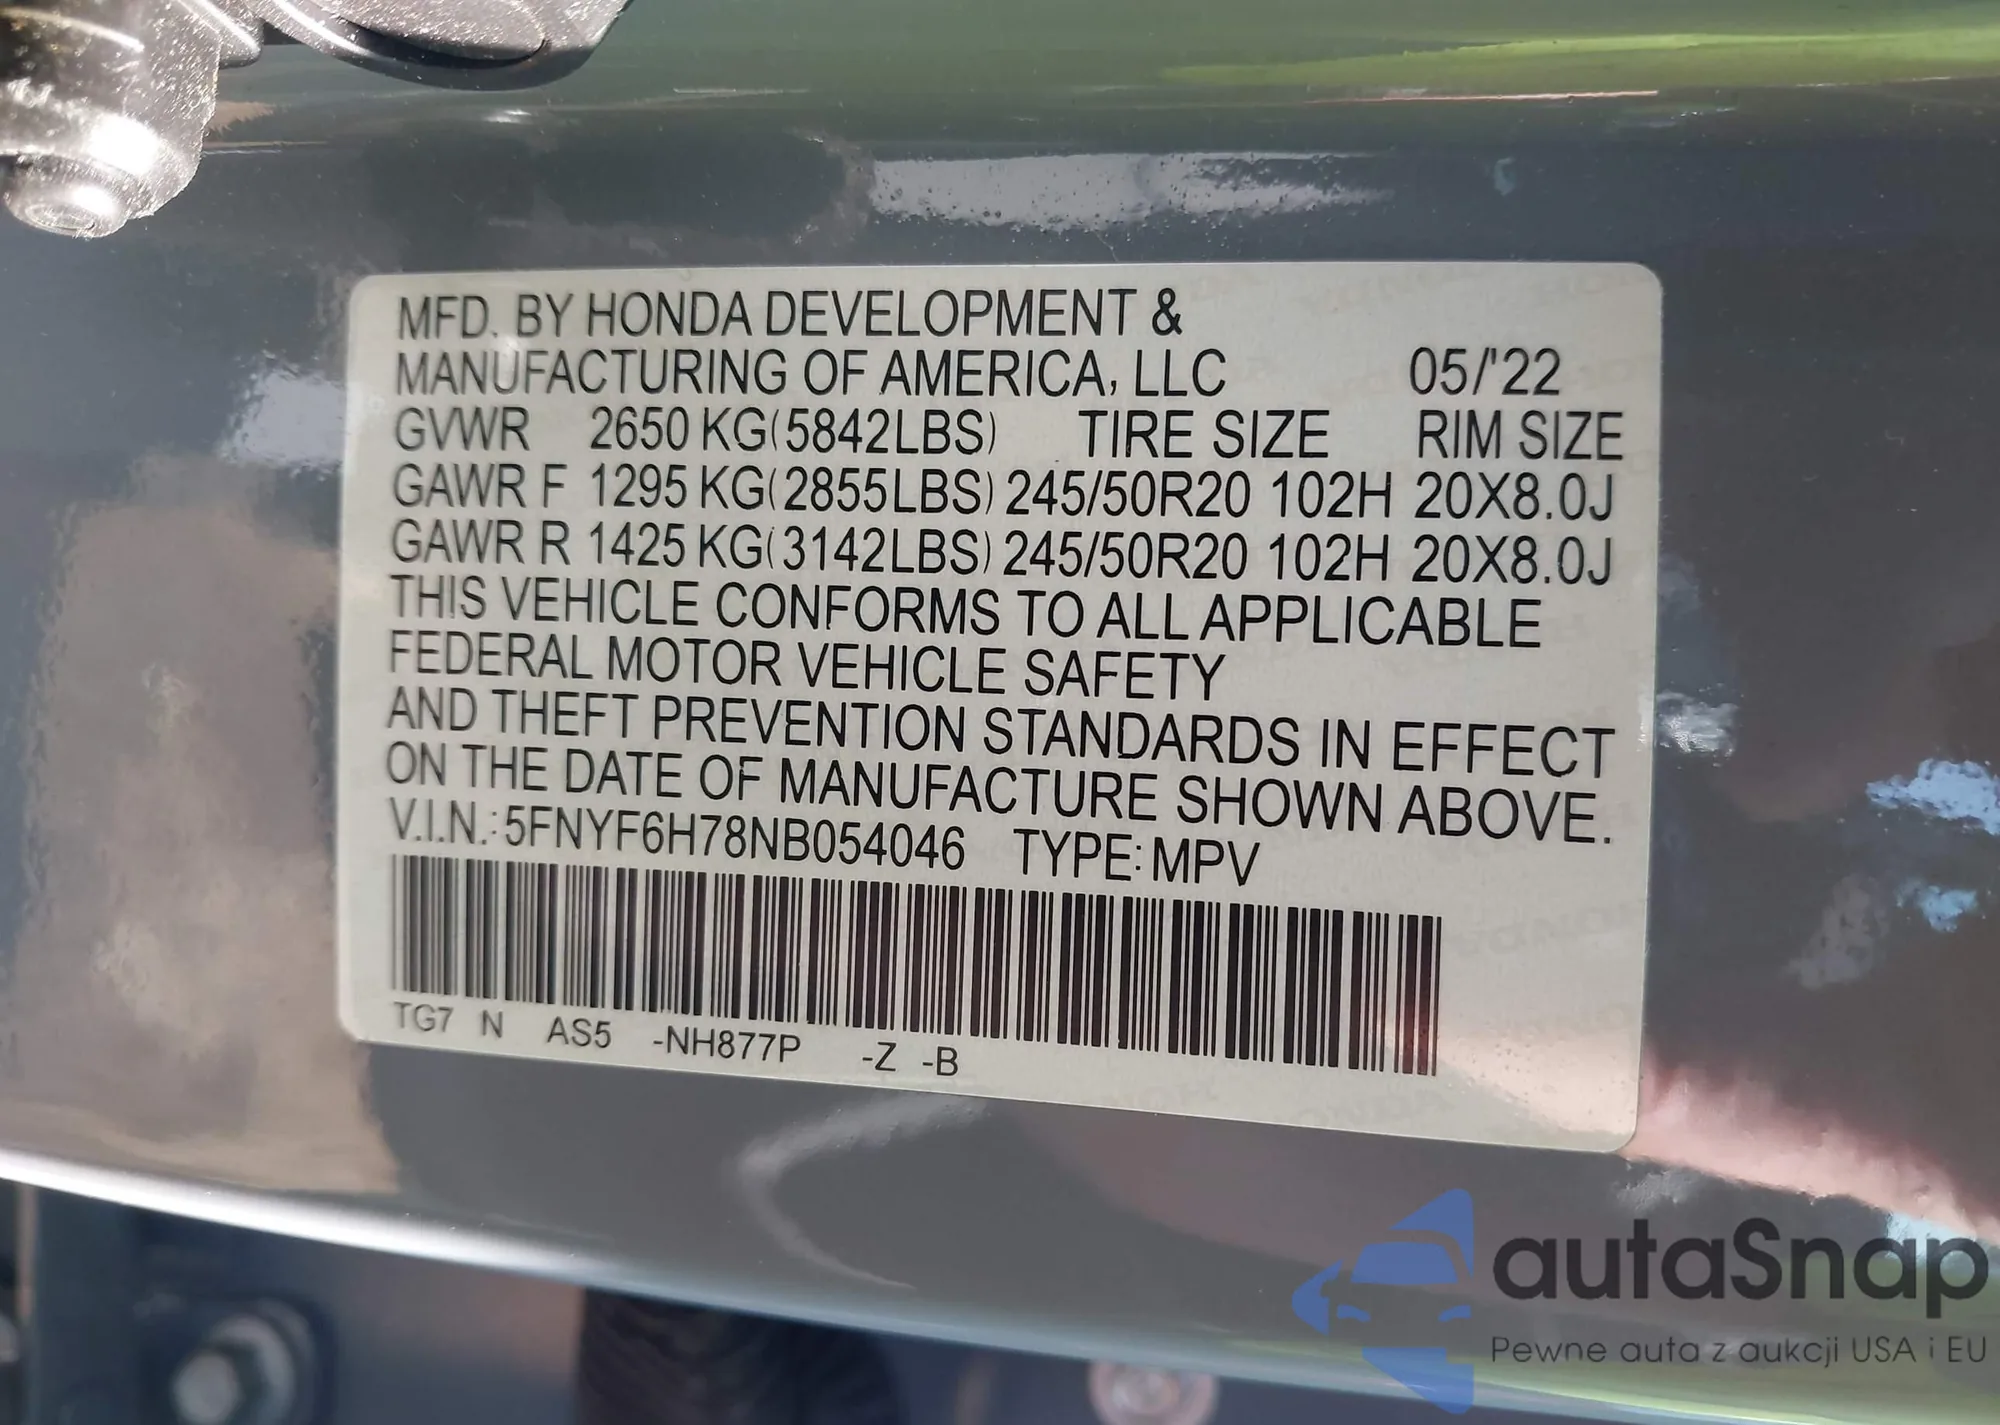 MFD. BY HONDA DEVELOPMENT &
MANUFACTURING OF AMERICA, LLC 05/'22
GVWR 2650 KG(5842LBS) TIRE SIZE RIM SIZE
GAWR F 1295 KG(2855LBS) 245/50R20 102H 20X8.0J
GAWR R 1425 KG(3142LBS) 245/50R20 102H 20X8.0J
THIS VEHICLE CONFORMS TO ALL APPLICABLE
FEDERAL MOTOR VEHICLE SAFETY
AND THEFT PREVENTION STANDARDS IN EFFECT
ON THE DATE OF MANUFACTURE SHOWN ABOVE.
V.I.N.: 5FNYF6H78NB054046 TYPE: MPV
TG7 N AS5 -NH877P -Z -B
autaSnap
Pewne auta z aukcji USA i EU